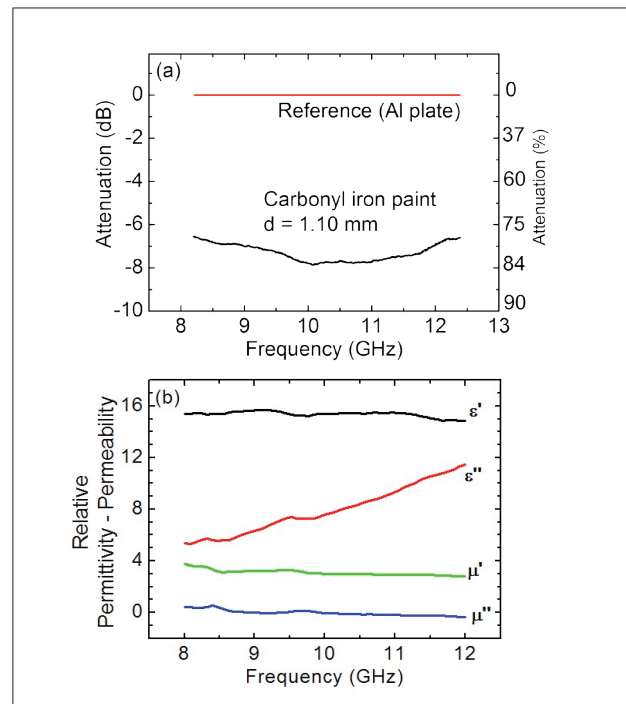 (a)
0
-2
-4
-6
-8
-10
Attenuation (dB)
Reference (Al plate)
Carbonyl iron paint
d = 1.10 mm
0
37
60
75
84
90
Attenuation (%)
8 9 10 11 12 13
Frequency (GHz)
(b)
16
12
8
4
0
Relative
Permittivity - Permeability
ε'
ε"
μ'
μ"
8 9 10 11 12
Frequency (GHz)